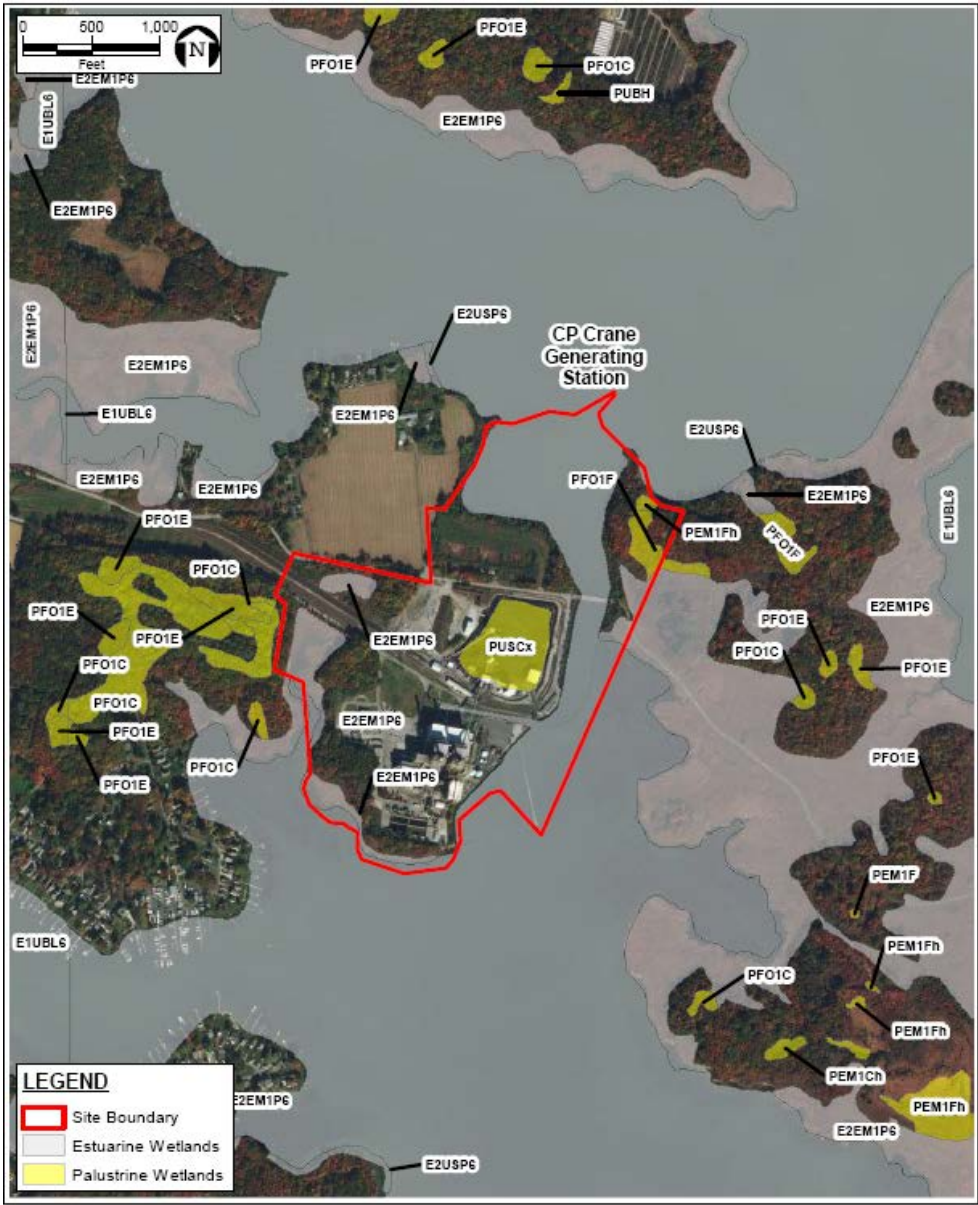 0 500 1,000
Feet
N
E2EM1P6
E1UBL6
PFO1E
PFO1E
PFO1C
PUBH
E2EM1P6
E2EM1P6
E2EM1P6
E2EM1P6
E1UBL6
E2USP6
CP Crane
Generating
Station
E2EM1P6
E2USP6
E2EM1P6
E2EM1P6
PFO1F
PEM1Fh
E2EM1P6
PFO1F
E1UBL6
PFO1E
PFO1C
PFO1E
PFO1E
PFO1C
PFO1C
PFO1E
PFO1E
PFO1C
E2EM1P6
PUSCx
E2EM1P6
E2EM1P6
E2EM1P6
PFO1E
PFO1C
PFO1E
PFO1E
PEM1F
E1UBL6
PFO1C
PEM1Fh
PEM1Fh
PEM1Ch
PEM1Fh
E2EM1P6
E2EM1P6
E2USP6
LEGEND
Site Boundary
Estuarine Wetlands
Palustrine Wetlands